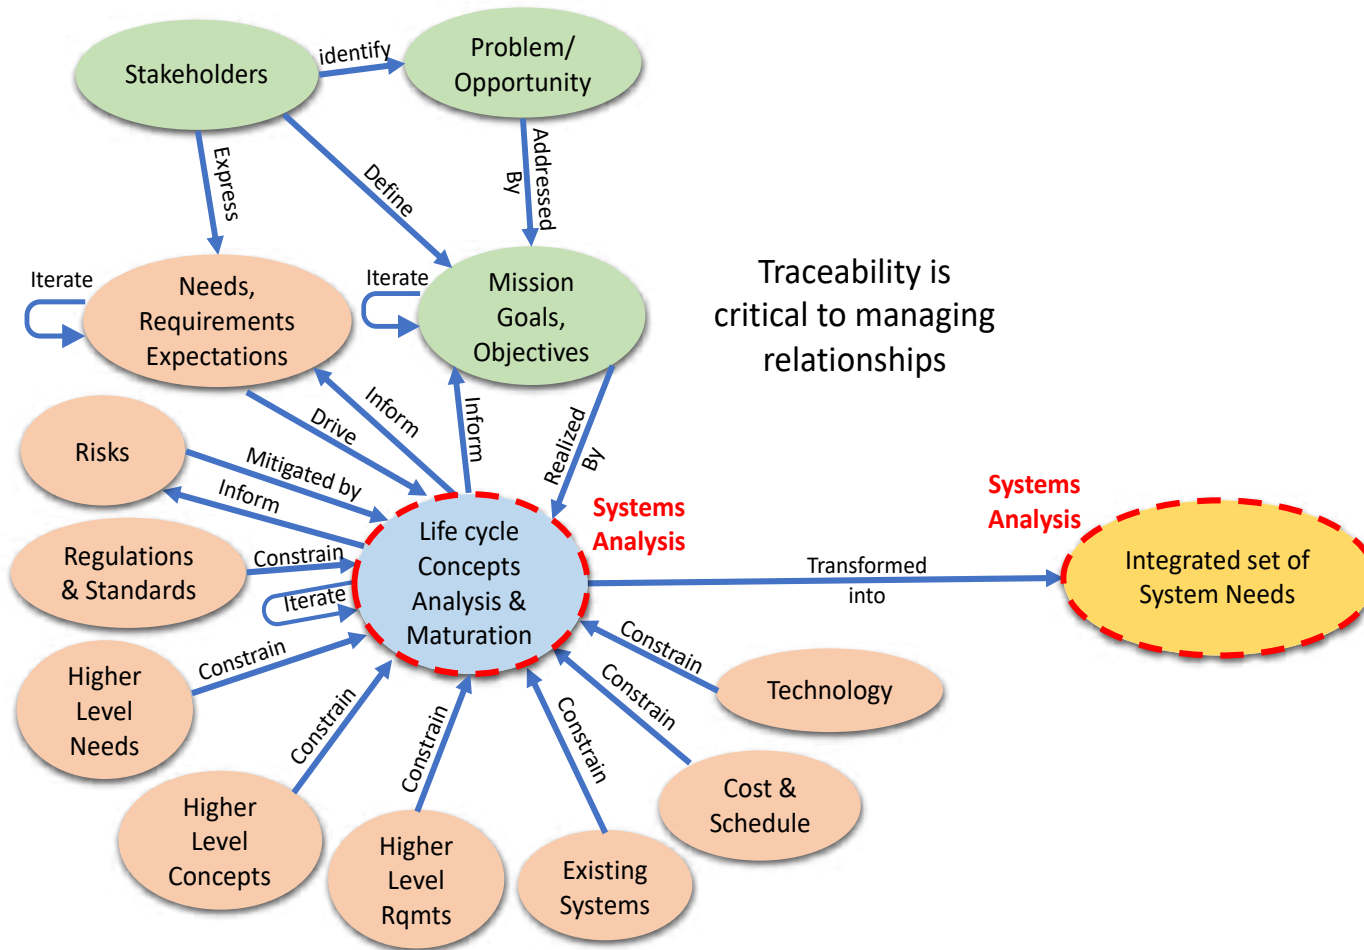 Stakeholders
identify
Problem/
Opportunity
Express
Define
Addressed
By
Iterate
Needs,
Requirements
Expectations
Iterate
Mission
Goals,
Objectives
Traceability is
critical to managing
relationships
Drive
Inform
Inform
Realized
By
Risks
Mitigated by
Inform
Systems
Analysis
Systems
Analysis
Regulations
& Standards
Constrain
Iterate
Life cycle
Concepts
Analysis &
Maturation
Transformed
into
Integrated set of
System Needs
Higher
Level
Needs
Constrain
Constrain
Technology
Higher
Level
Concepts
Constrain
Constrain
Higher
Level
Rqmts
Constrain
Existing
Systems
Constrain
Cost &
Schedule